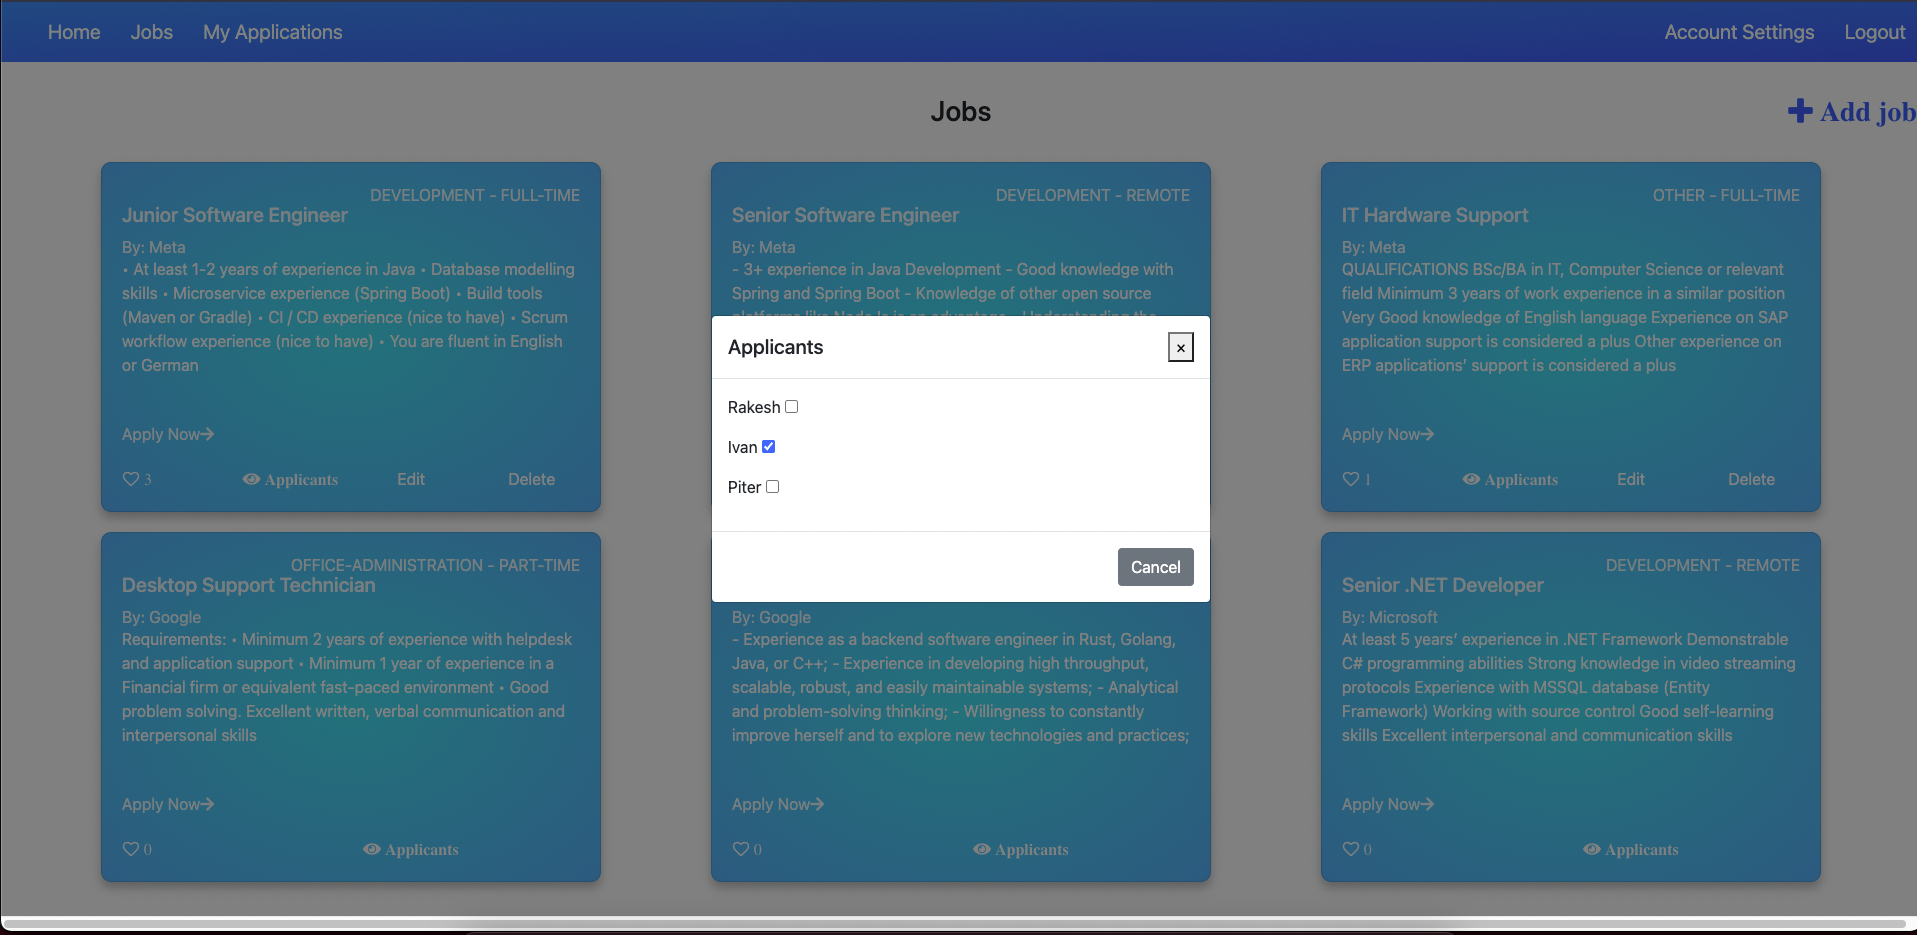 Home Jobs My Applications Account Settings Logout
Jobs
Add job
DEVELOPMENT - FULL-TIME
Junior Software Engineer
By: Meta
• At least 1-2 years of experience in Java • Database modelling
skills • Microservice experience (Spring Boot) • Build tools
(Maven or Gradle) • CI / CD experience (nice to have) • Scrum
workflow experience (nice to have) • You are fluent in English
or German
Apply Now
3 Applicants Edit Delete
DEVELOPMENT - REMOTE
Senior Software Engineer
By: Meta
- 3+ experience in Java Development - Good knowledge with
Spring and Spring Boot - Knowledge of other open source
OTHER - FULL-TIME
IT Hardware Support
By: Meta
QUALIFICATIONS BSc/BA in IT, Computer Science or relevant
field Minimum 3 years of work experience in a similar position
Very Good knowledge of English language Experience on SAP
application support is considered a plus Other experience on
ERP applications’ support is considered a plus
Apply Now
1 Applicants Edit Delete
Applicants ×
Rakesh
Ivan
Piter
Cancel
OFFICE-ADMINISTRATION - PART-TIME
Desktop Support Technician
By: Google
Requirements: • Minimum 2 years of experience with helpdesk
and application support • Minimum 1 year of experience in a
Financial firm or equivalent fast-paced environment • Good
problem solving. Excellent written, verbal communication and
interpersonal skills
Apply Now
0 Applicants
By: Google
- Experience as a backend software engineer in Rust, Golang,
Java, or C++; - Experience in developing high throughput,
scalable, robust, and easily maintainable systems; - Analytical
and problem-solving thinking; - Willingness to constantly
improve herself and to explore new technologies and practices;
Apply Now
0 Applicants
DEVELOPMENT - REMOTE
Senior .NET Developer
By: Microsoft
At least 5 years’ experience in .NET Framework Demonstrable
C# programming abilities Strong knowledge in video streaming
protocols Experience with MSSQL database (Entity
Framework) Working with source control Good self-learning
skills Excellent interpersonal and communication skills
Apply Now
0 Applicants